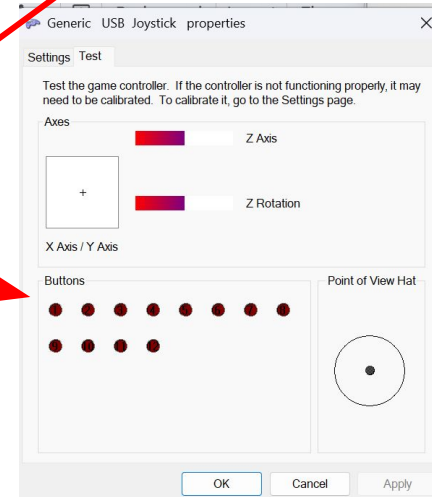 Generic USB Joystick properties
Settings Test
Test the game controller. If the controller is not functioning properly, it may
need to be calibrated. To calibrate it, go to the Settings page.
Axes
Z Axis
+
Z Rotation
X Axis / Y Axis
Buttons
Point of View Hat
OK Cancel Apply